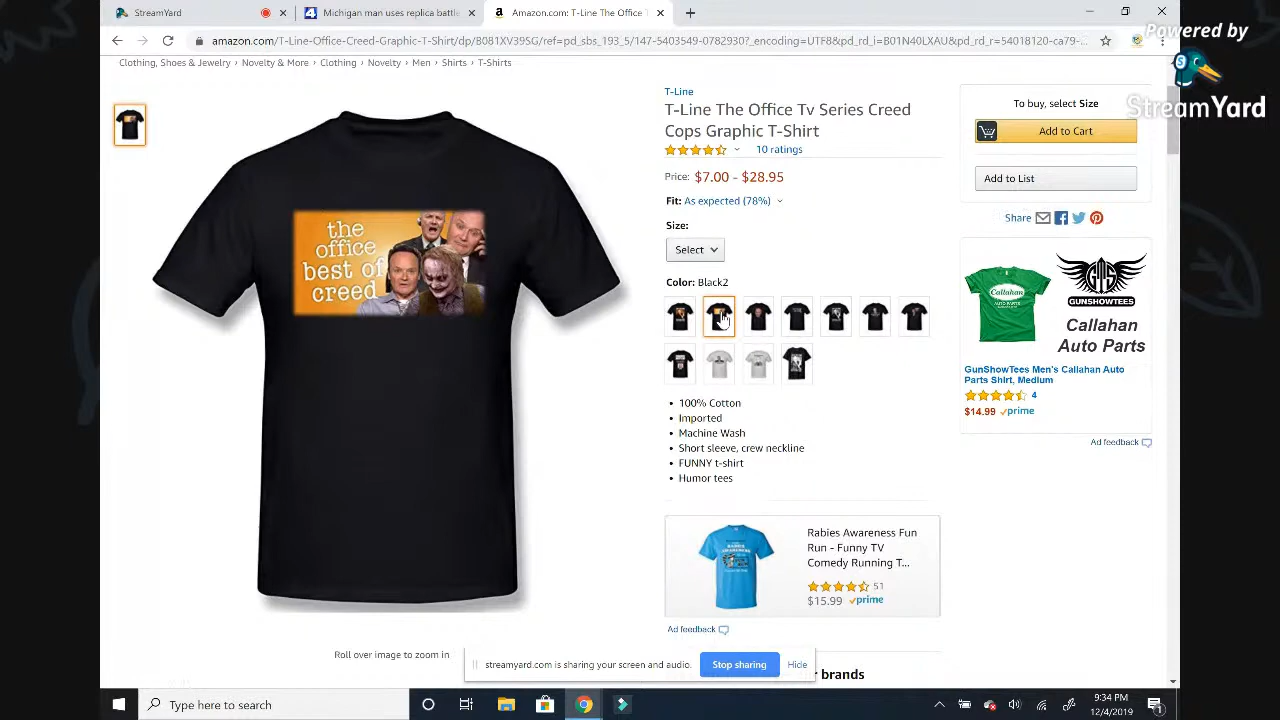 StreamYard
Michigan man uses replica battle
Amazon.com: T-Line The Office T
amazon.com/T-Line-Office-Creed-Graphic-T-Shirt/dp/B081XV39SG/ref=pd_sbs_193_5/147-5403549-0782930?_encoding=UTF8&pd_rd_i=B01N40LXAU&pd_rd_r=54018120-ca79-...
Powered by
StreamYard
Clothing, Shoes & Jewelry › Novelty & More › Clothing › Novelty › Men › Shirts › T-Shirts
the
office
best of
creed
Roll over image to zoom in
T-Line
T-Line The Office Tv Series Creed
Cops Graphic T-Shirt
10 ratings
Price: $7.00 - $28.95
Fit: As expected (78%)
Size:
Select
Color: Black2
• 100% Cotton
• Imported
• Machine Wash
• Short sleeve, crew neckline
• FUNNY t-shirt
• Humor tees
Rabies Awareness Fun
Run - Funny TV
Comedy Running T...
51
$15.99 prime
Ad feedback
To buy, select Size
Add to Cart
Add to List
Share
Callahan
AUTO PARTS
GUNSHOWTEES
Callahan
Auto Parts
GunShowTees Men's Callahan Auto
Parts Shirt, Medium
4
$14.99 prime
Ad feedback
streamyard.com is sharing your screen and audio.
Stop sharing
Hide
brands
Type here to search
9:34 PM
12/4/2019